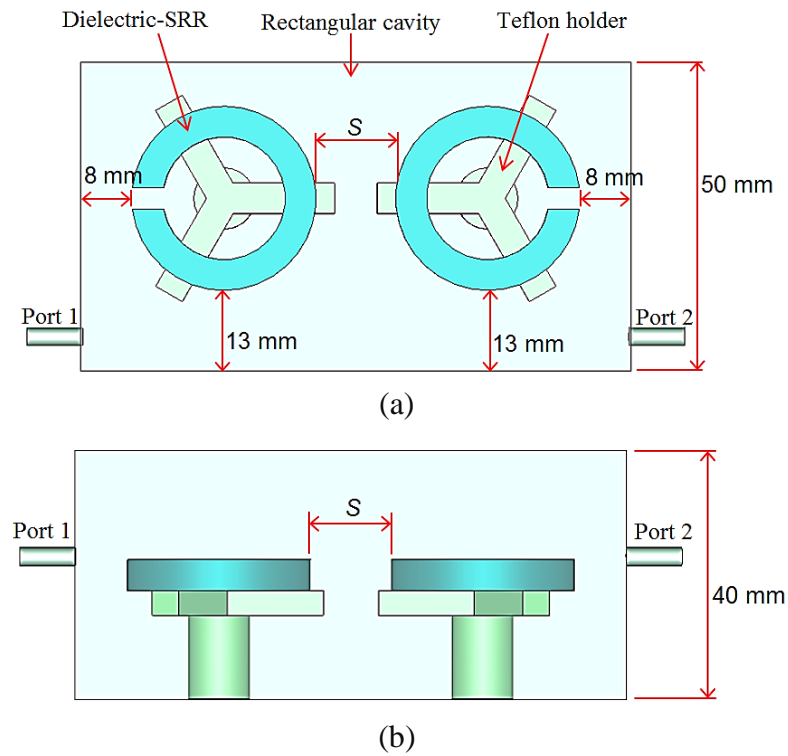 Dielectric-SRR Rectangular cavity Teflon holder
S
8 mm 8 mm
50 mm
Port 1 Port 2
13 mm 13 mm
(a)
S
Port 1 Port 2
40 mm
(b)